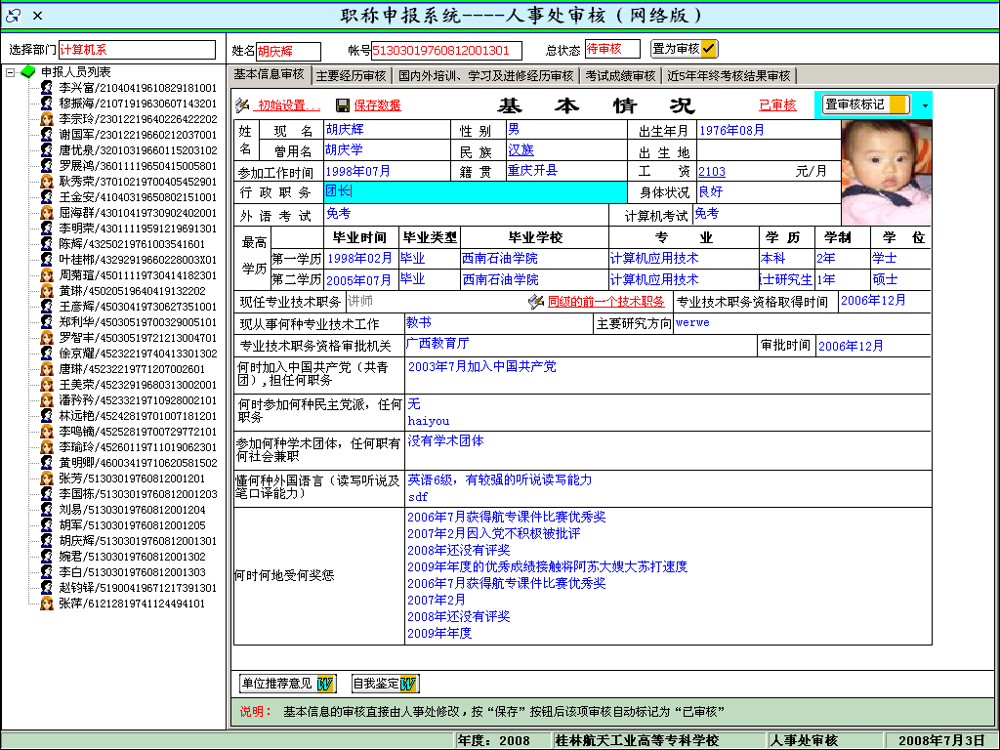 职称申报系统----人事处审核（网络版）
选择部门 计算机系
姓名 胡庆辉 帐号 51303019760812001301 总状态 待审核 置为审核
申报人员列表
李兴富/210404196108291810​01
穆振海/21071919630607143201
李宗玲/23012219640226422202
谢国军/23012219660212037001
唐忧泉/32010319660115203102
罗展鸿/36011119650415005801
耿秀荣/37010219700405452901
王金安/41040319650802151001
屈海群/43010419730902402001
李明荣/43011119591219691301
陈辉/43250219761003541601
叶桂郴/43292919660228003X01
周菊瑄/45011119730414182301
黄琳/45020519640419132202
王彦辉/45030419730627351001
郑利华/45030519700329005101
罗智丰/45030519721213004701
徐京耀/45232219740413301302
唐琳/45232219771207002601
王美荣/45232919680313002001
潘矜矜/45233219710928002101
林远艳/45242819701007181201
李鸣镝/45252819700729772101
李瑜玲/45260119711019062301
黄明卿/46003419710620581502
张芳/51303019760812001201
李国栋/51303019760812001203
刘易/51303019760812001204
胡军/51303019760812001205
胡庆辉/51303019760812001301
婉君/51303019760812001302
李白/51303019760812001303
赵钧铎/51900419671217391301
张萍/61212819741124494101
基本信息审核 主要经历审核 国内外培训、学习及进修经历审核 考试成绩审核 近5年年终考核结果审核
初始设置... 保存数据 基 本 情 况 已审核 置审核标记
姓名 现 名 胡庆辉 性 别 男 出生年月 1976年08月
曾用名 胡庆学 民 族 汉族 出 生 地
参加工作时间 1998年07月 籍 贯 重庆开县 工 资 2103 元/月
行 政 职 务 团长 身体状况 良好
外 语 考 试 免考 计算机考试 免考
最高学历 毕业时间 毕业类型 毕业学校 专 业 学 历 学制 学 位
第一学历 1998年02月 毕业 西南石油学院 计算机应用技术 本科 2年 学士
第二学历 2005年07月 毕业 西南石油学院 计算机应用技术 士研究生 1年 硕士
现任专业技术职务 讲师 同级的前一个技术职务 专业技术职务资格取得时间 2006年12月
现从事何种专业技术工作 教书 主要研究方向 werwe
专业技术职务资格审批机关 广西教育厅 审批时间 2006年12月
何时加入中国共产党（共青团）,担任何职务 2003年7月加入中国共产党
何时参加何种民主党派，任何职务 无
haiyou
参加何种学术团体，任何职有何社会兼职 没有学术团体
懂何种外国语言（读写听说及笔口译能力） 英语6级，有较强的听说读写能力
sdf
何时何地受何奖惩
2006年7月获得航专课件比赛优秀奖
2007年2月因入党不积极被批评
2008年还没有评奖
2009年年度的优秀成绩接触将阿苏大嫂大苏打速度
2006年7月获得航专课件比赛优秀奖
2007年2月
2008年还没有评奖
2009年年度
单位推荐意见 自我鉴定
说明： 基本信息的审核直接由人事处修改，按“保存”按钮后该项审核自动标记为“已审核”
年度：2008 桂林航天工业高等专科学校 人事处审核 2008年7月3日